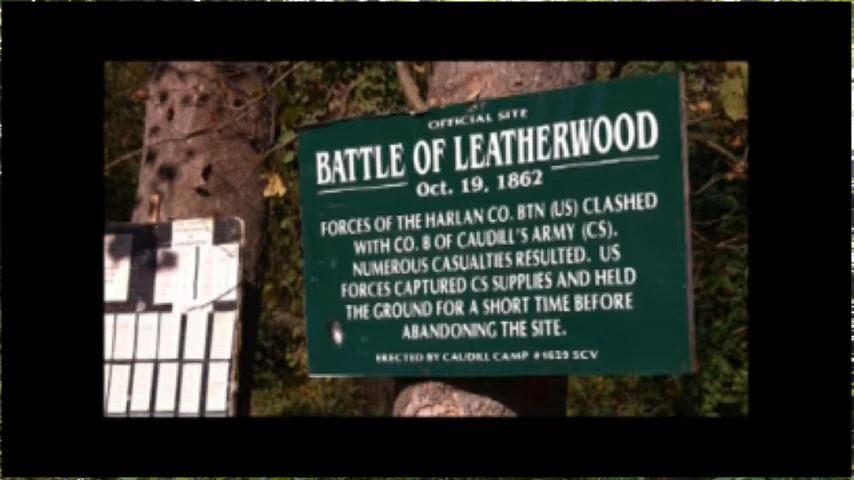 OFFICIAL SITE
BATTLE OF LEATHERWOOD
Oct. 19, 1862
FORCES OF THE HARLAN CO. BTN (US) CLASHED
WITH CO. B OF CAUDILL'S ARMY (CS).
NUMEROUS CASUALTIES RESULTED. US
FORCES CAPTURED CS SUPPLIES AND HELD
THE GROUND FOR A SHORT TIME BEFORE
ABANDONING THE SITE.
ERECTED BY CAUDILL CAMP #1629 SCV